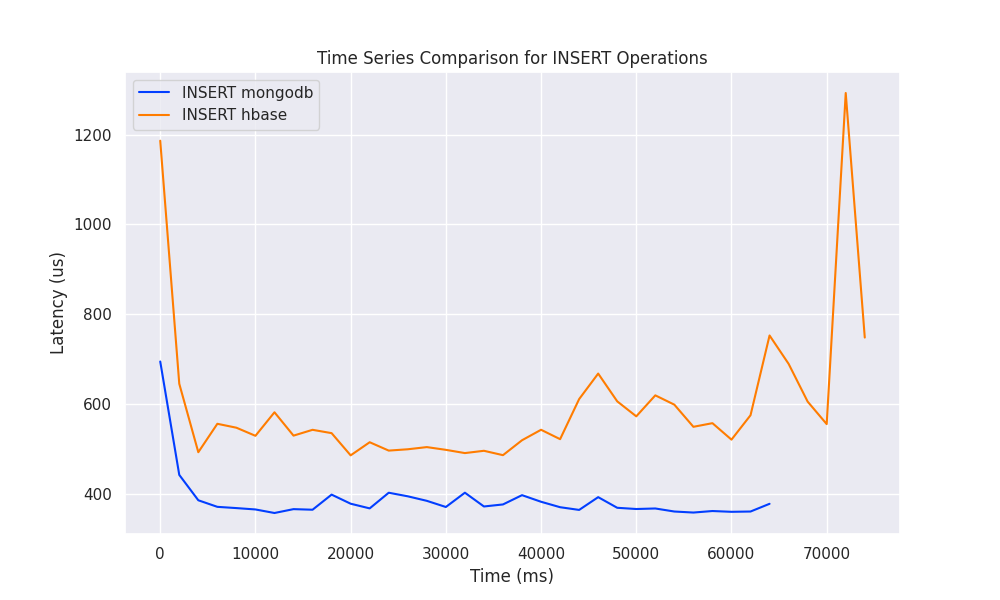 Time Series Comparison for INSERT Operations
INSERT mongodb
INSERT hbase
Latency (us)
1200
1000
800
600
400
0 10000 20000 30000 40000 50000 60000 70000
Time (ms)